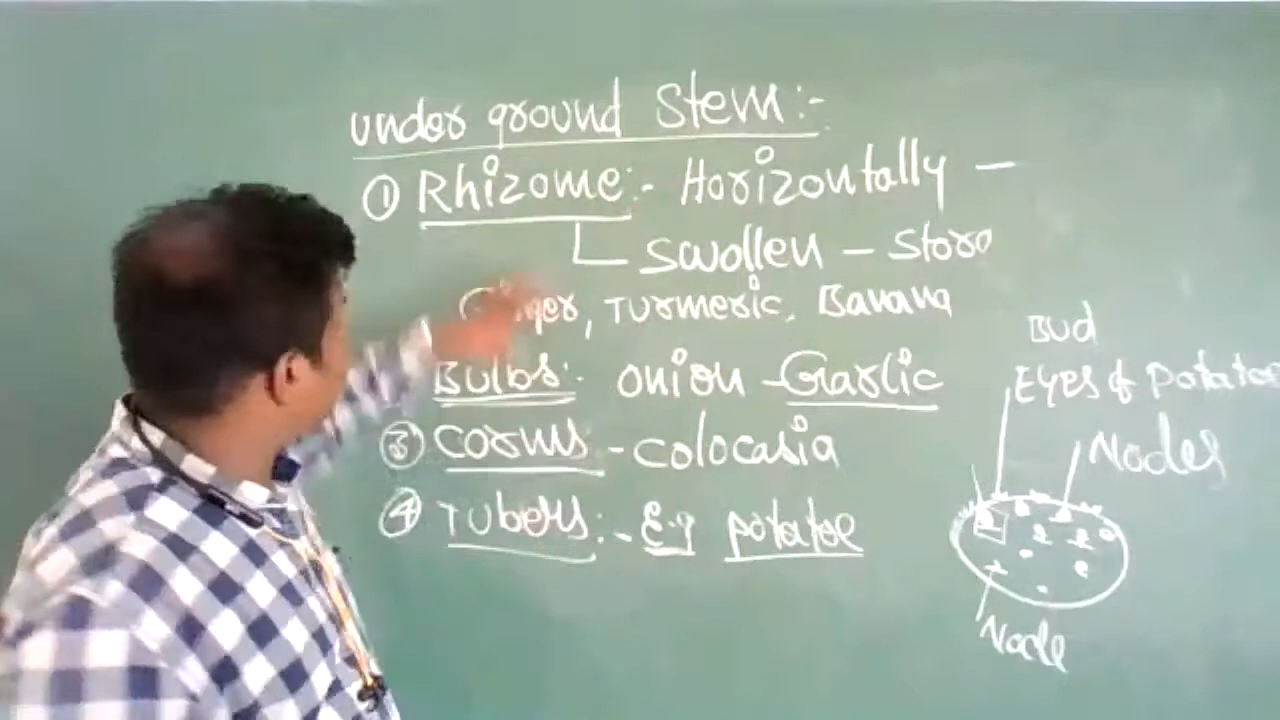 under ground Stem:-
① Rhizome:- Horizontally -
Swollen - Store
Ginger, Turmeric, Banana
Bulbs:- onion - Garlic
③ corms - colocasia
④ Tubers:- E.g potatoe
Bud
Eyes of potatoe
Nodes
Node